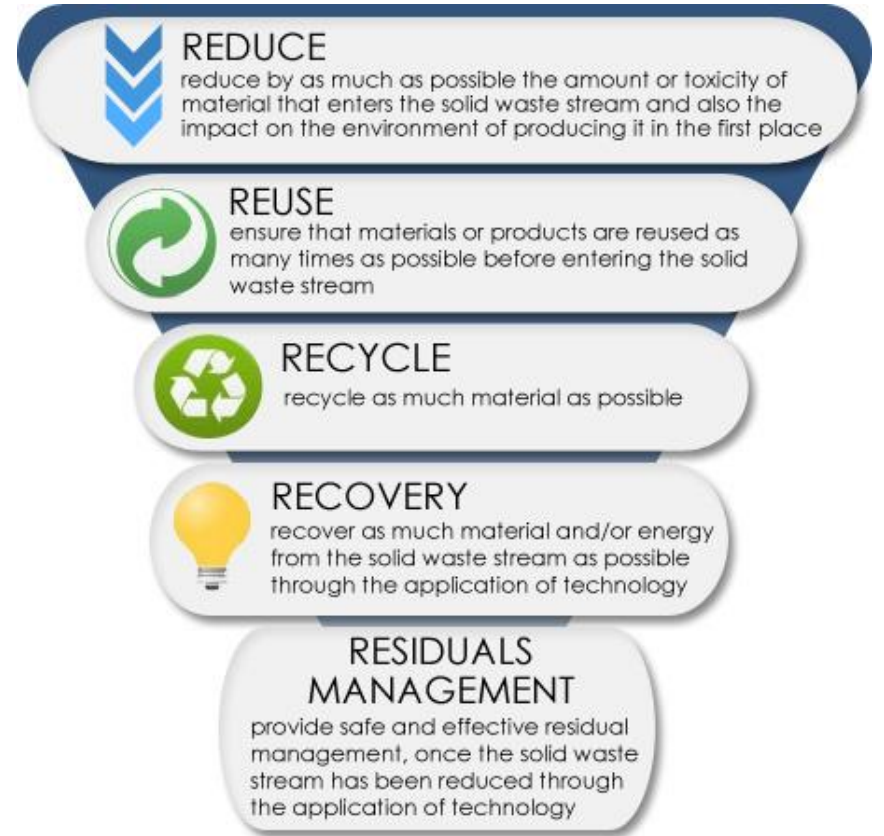 REDUCE
reduce by as much as possible the amount or toxicity of
material that enters the solid waste stream and also the
impact on the environment of producing it in the first place
REUSE
ensure that materials or products are reused as
many times as possible before entering the solid
waste stream
RECYCLE
recycle as much material as possible
RECOVERY
recover as much material and/or energy
from the solid waste stream as possible
through the application of technology
RESIDUALS
MANAGEMENT
provide safe and effective residual
management, once the solid waste
stream has been reduced through
the application of technology